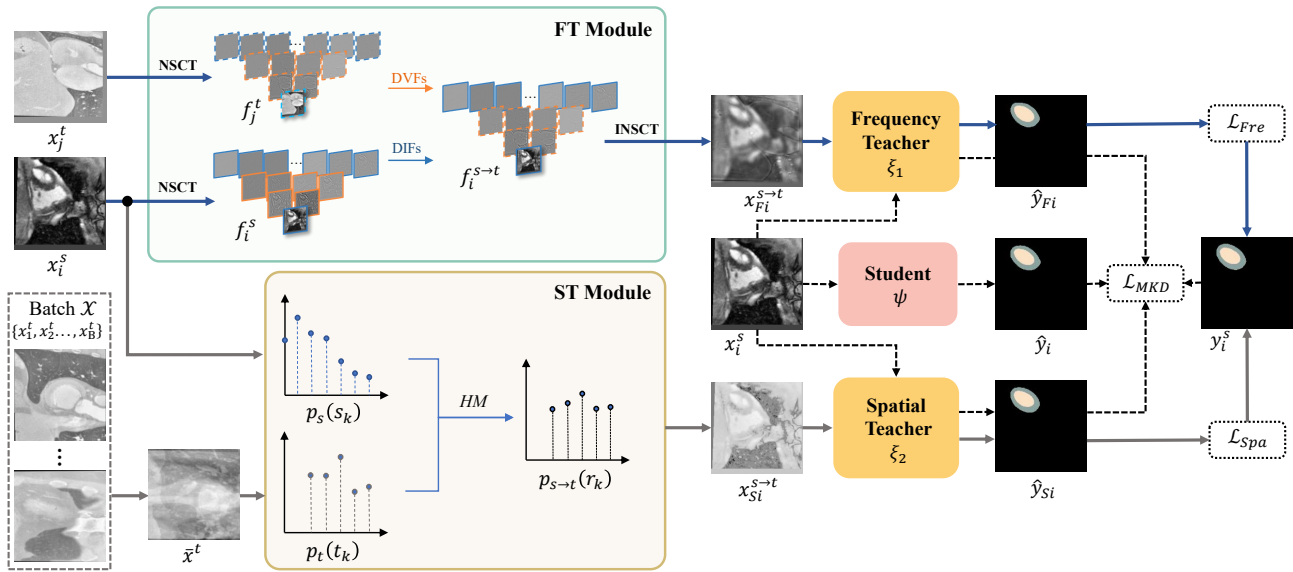 FT Module
NSCT
x_j^t
f_j^t
DVFs
DIFs
NSCT
x_i^s
f_i^s
f_i^{s→t}
INSCT
x_{Fi}^{s→t}
Frequency
Teacher
ξ_1
ŷ_{Fi}
ℒ_{Fre}
ST Module
Batch 𝒳
{x_1^t, x_2^t ..., x_B^t}
⋮
x̄^t
p_s(s_k)
p_t(t_k)
HM
p_{s→t}(r_k)
x_i^s
Student
ψ
ŷ_i
ℒ_{MKD}
y_i^s
x_{Si}^{s→t}
Spatial
Teacher
ξ_2
ŷ_{Si}
ℒ_{Spa}